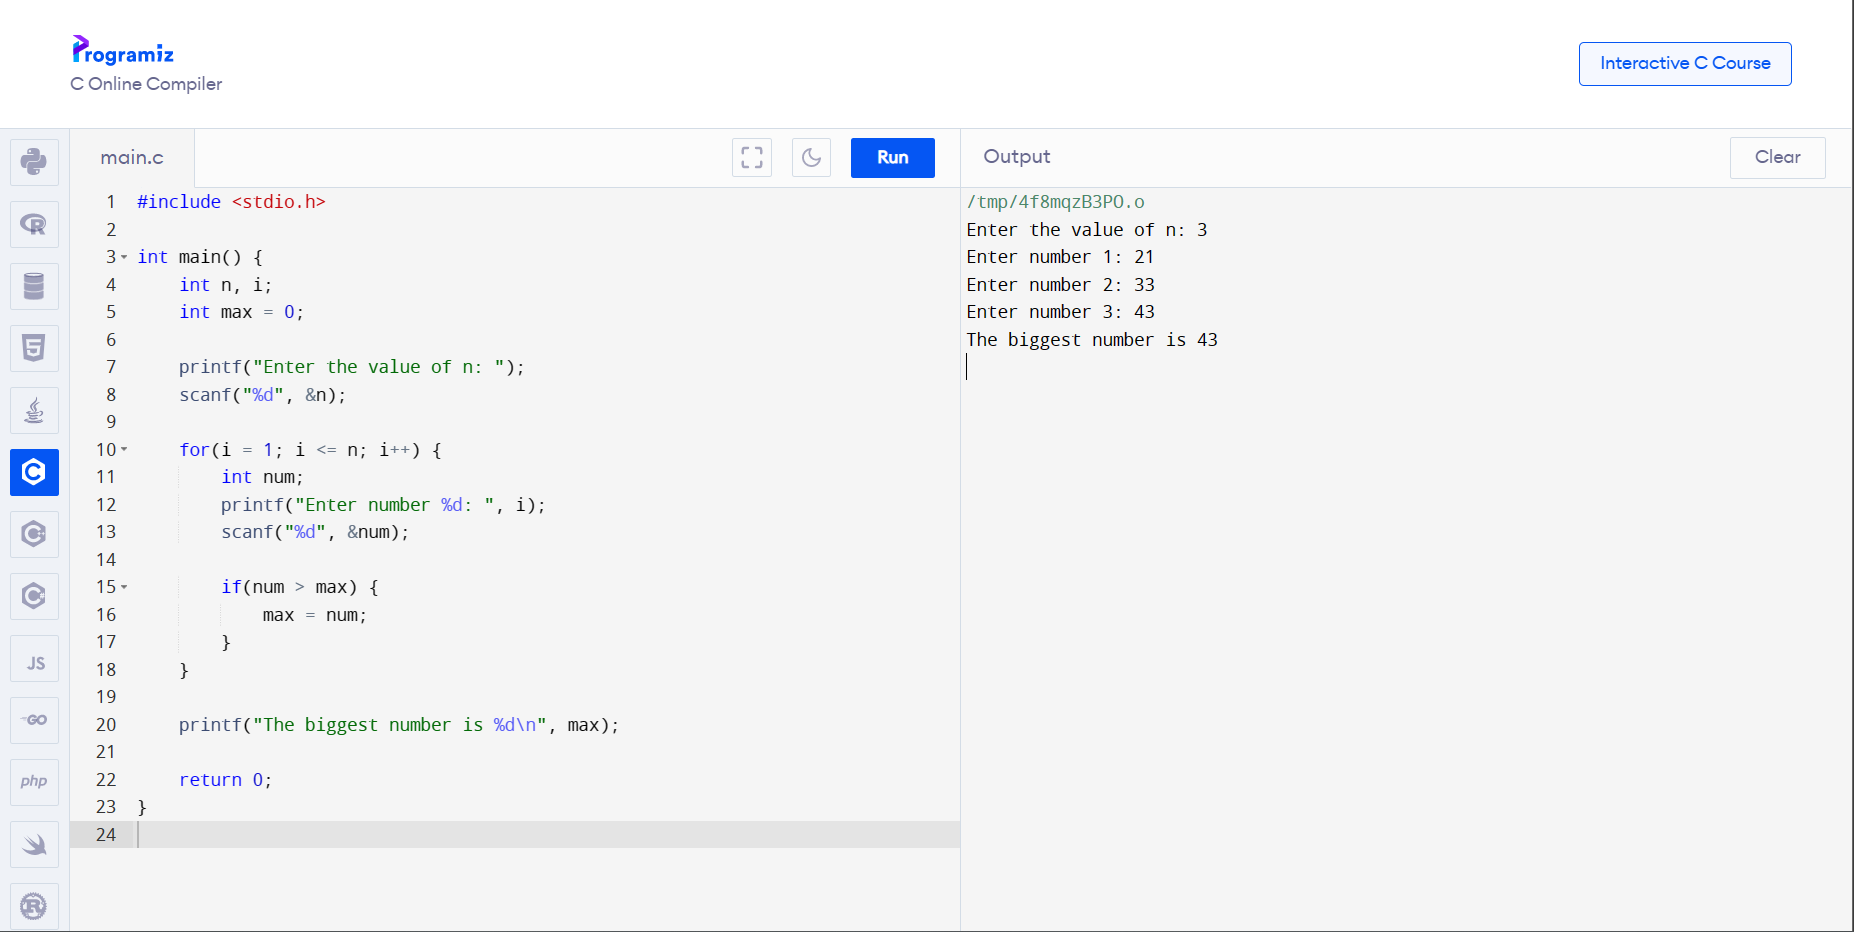 Programiz
C Online Compiler
Interactive C Course
main.c
Run
Output
Clear
1 #include <stdio.h>
2
3 int main() {
4     int n, i;
5     int max = 0;
6
7     printf("Enter the value of n: ");
8     scanf("%d", &n);
9
10     for(i = 1; i <= n; i++) {
11         int num;
12         printf("Enter number %d: ", i);
13         scanf("%d", &num);
14
15         if(num > max) {
16             max = num;
17         }
18     }
19
20     printf("The biggest number is %d\n", max);
21
22     return 0;
23 }
24
/tmp/4f8mqzB3PO.o
Enter the value of n: 3
Enter number 1: 21
Enter number 2: 33
Enter number 3: 43
The biggest number is 43
R
5
C
C
C
JS
GO
php
R